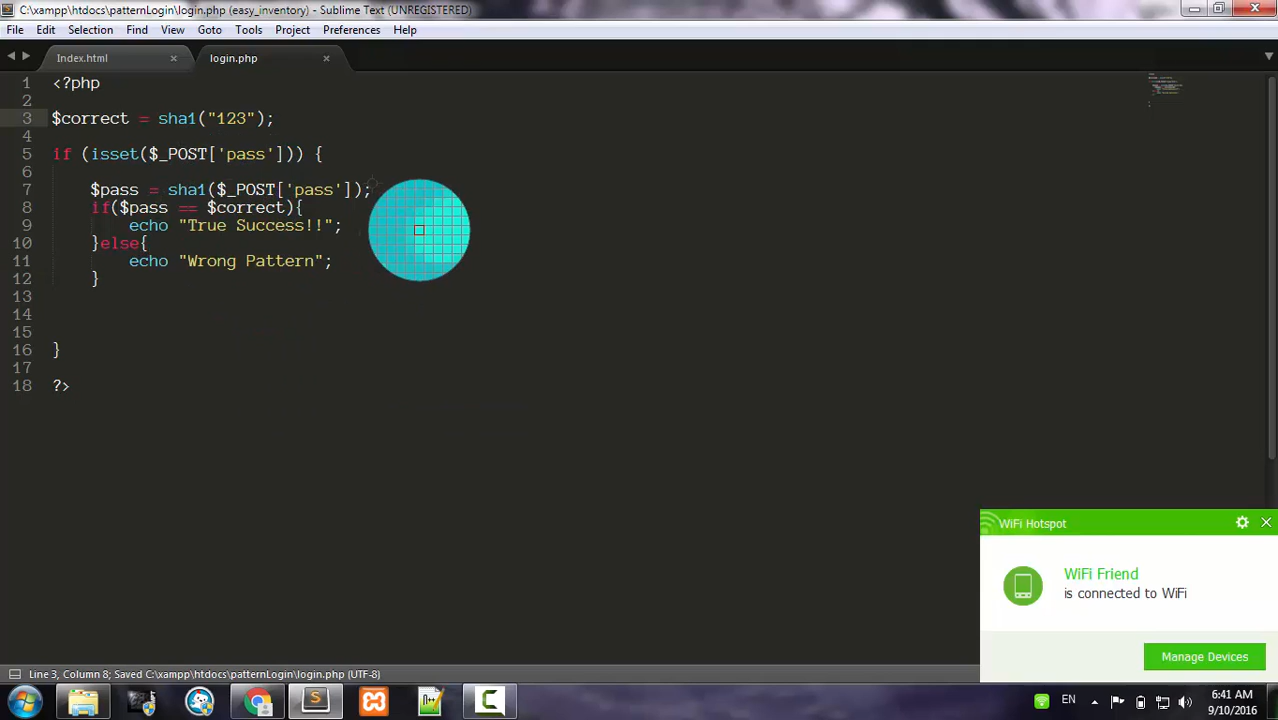 C:\xampp\htdocs\patternLogin\login.php (easy_inventory) - Sublime Text (UNREGISTERED)
File Edit Selection Find View Goto Tools Project Preferences Help
Index.html login.php
1 <?php
2
3 $correct = sha1("123");
4
5 if (isset($_POST['pass'])) {
6
7 $pass = sha1($_POST['pass']);
8 if($pass == $correct){
9 echo "True Success!!";
10 }else{
11 echo "Wrong Pattern";
12 }
13
14
15
16 }
17
18 ?>
WiFi Hotspot
WiFi Friend
is connected to WiFi
Manage Devices
Line 3, Column 8; Saved C:\xampp\htdocs\patternLogin\login.php (UTF-8)
EN
6:41 AM
9/10/2016